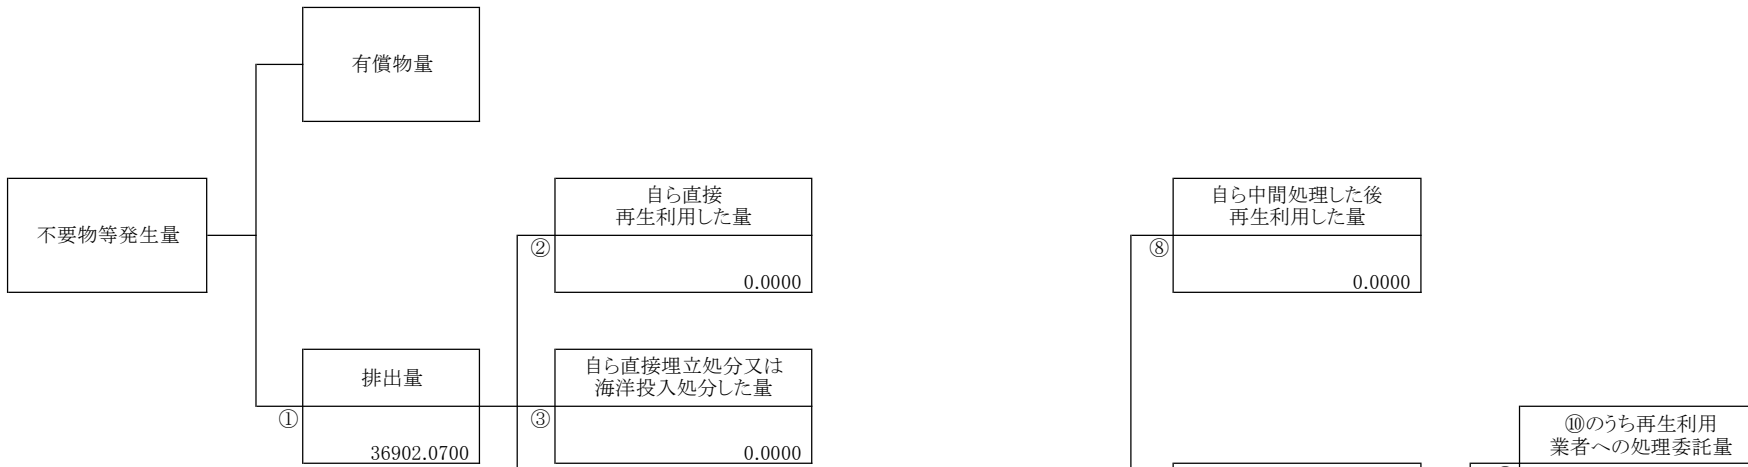 有償物量
不要物等発生量
自ら直接
再生利用した量
②
0.0000
自ら中間処理した後
再生利用した量
⑧
0.0000
排出量
①
36902.0700
自ら直接埋立処分又は
海洋投入処分した量
③
0.0000
⑩のうち再生利用
業者への処理委託量